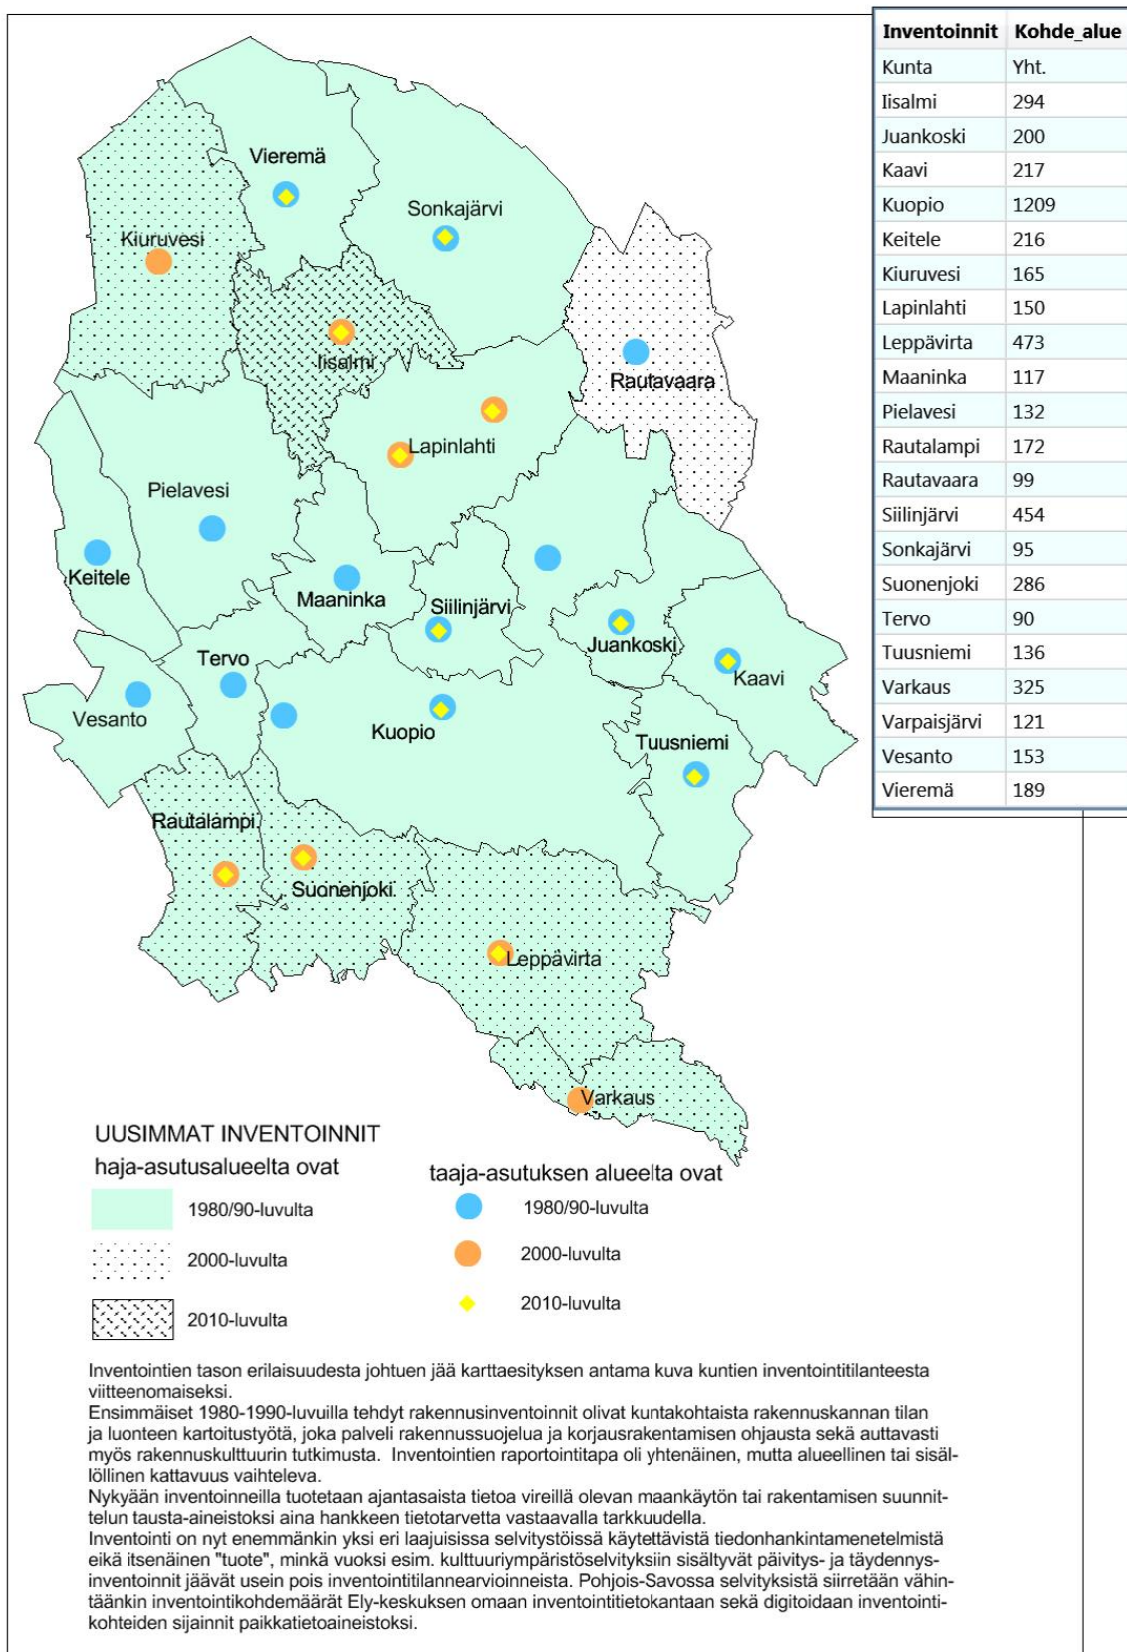 Inventoinnit Kohde_alue
Kunta Yht.
Iisalmi 294
Juankoski 200
Kaavi 217
Kuopio 1209
Keitele 216
Kiuruvesi 165
Lapinlahti 150
Leppävirta 473
Maaninka 117
Pielavesi 132
Rautalampi 172
Rautavaara 99
Siilinjärvi 454
Sonkajärvi 95
Suonenjoki 286
Tervo 90
Tuusniemi 136
Varkaus 325
Varpaisjärvi 121
Vesanto 153
Vieremä 189
Vieremä
Sonkajärvi
Kiuruvesi
Iisalmi
Rautavaara
Lapinlahti
Pielavesi
Keitele
Maaninka
Siilinjärvi
Juankoski
Tervo
Kaavi
Vesanto
Kuopio
Tuusniemi
Rautalampi
Suonenjoki
Leppävirta
Varkaus
UUSIMMAT INVENTOINNIT
haja-asutusalueelta ovat
1980/90-luvulta
2000-luvulta
2010-luvulta
taaja-asutuksen alueelta ovat
1980/90-luvulta
2000-luvulta
2010-luvulta
Inventointien tason erilaisuudesta johtuen jää karttaesityksen antama kuva kuntien inventointitilanteesta
viitteenomaiseksi.
Ensimmäiset 1980-1990-luvuilla tehdyt rakennusinventoinnit olivat kuntakohtaista rakennuskannan tilan
ja luonteen kartoitustyötä, joka palveli rakennussuojelua ja korjausrakentamisen ohjausta sekä auttavasti
myös rakennuskulttuurin tutkimusta. Inventointien raportointitapa oli yhtenäinen, mutta alueellinen tai sisäl-
löllinen kattavuus vaihteleva.
Nykyään inventoinneilla tuotetaan ajantasaista tietoa vireillä olevan maankäytön tai rakentamisen suunnit-
telun tausta-aineistoksi aina hankkeen tietotarvetta vastaavalla tarkkuudella.
Inventointi on nyt enemmänkin yksi eri laajuisissa selvitystöissä käytettävistä tiedonhankintamenetelmistä
eikä itsenäinen "tuote", minkä vuoksi esim. kulttuuriympäristöselvityksiin sisältyvät päivitys- ja täydennys-
inventoinnit jäävät usein pois inventointitilannearvioinneista. Pohjois-Savossa selvityksistä siirretään vähin-
täänkin inventointikohdemäärät Ely-keskuksen omaan inventointitietokantaan sekä digitoidaan inventointi-
kohteiden sijainnit paikkatietoaineistoksi.